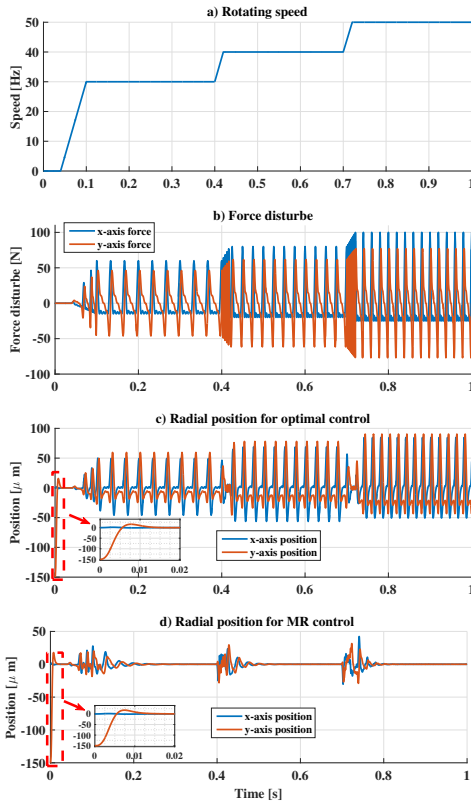 a) Rotating speed
50
40
30
20
10
0
Speed [Hz]
0 0.1 0.2 0.3 0.4 0.5 0.6 0.7 0.8 0.9 1
b) Force disturbe
x-axis force
y-axis force
100
50
0
-50
-100
Force disturbe [N]
0 0.2 0.4 0.6 0.8 1
c) Radial position for optimal control
100
50
0
-50
-100
-150
Position [μ m]
0
-50
-100
-150
0 0.01 0.02
x-axis position
y-axis position
0 0.2 0.4 0.6 0.8 1
d) Radial position for MR control
50
0
-50
-100
-150
Position [μ m]
0
-50
-100
-150
0 0.01 0.02
x-axis position
y-axis position
0 0.2 0.4 0.6 0.8 1
Time [s]